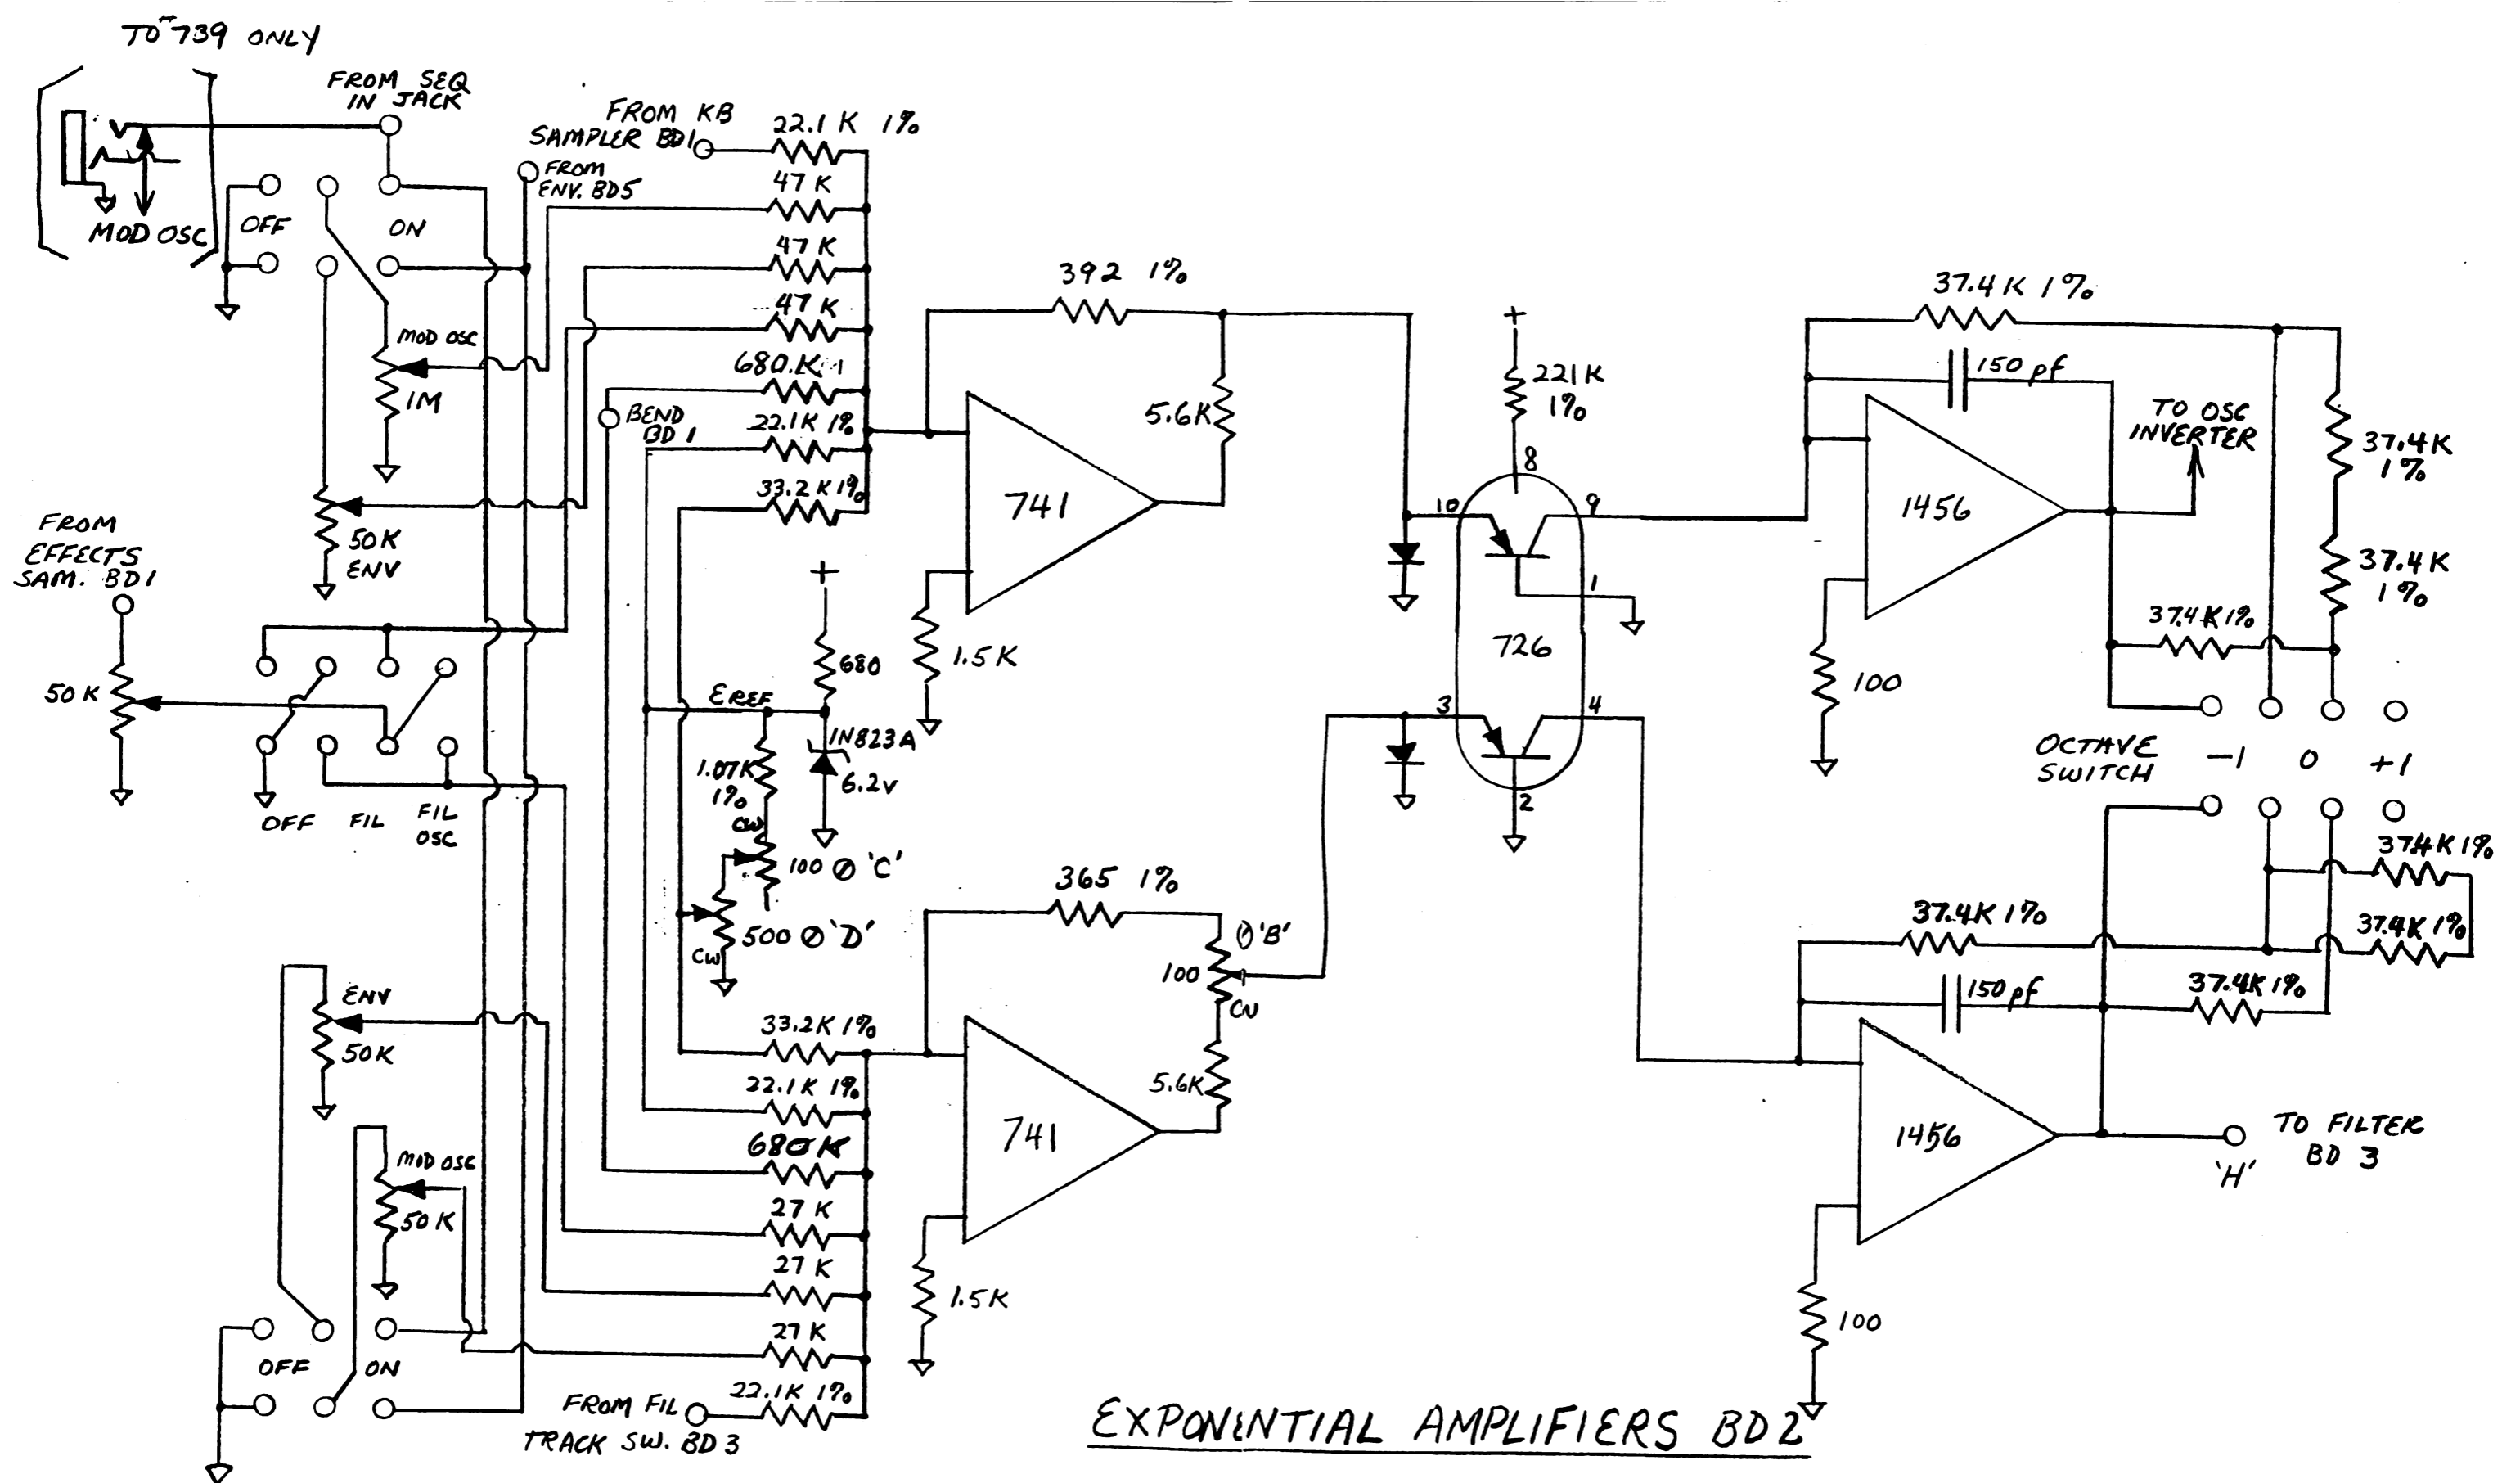 TO #739 ONLY
FROM SEQ
IN JACK
MOD OSC
OFF
ON
FROM KB
SAMPLER BD1
22.1 K 1%
FROM
ENV. BD5
47 K
47 K
47 K
680.K
BEND
BD 1
22.1K 1%
33.2 K 1%
MOD OSC
1M
50K
ENV
FROM
EFFECTS
SAM. BD1
50 K
OFF
FIL
FIL
OSC
392 1%
741
5.6K
1.5 K
+
680
EREF
1N823A
6.2V
1.07K
1%
CW
100 Ø 'C'
500 Ø 'D'
CW
+
221K
1%
8
10
9
1
726
3
4
2
37.4K 1%
150 pf
1456
TO OSC
INVERTER
37.4K
1%
37.4K
1%
37.4K 1%
100
OCTAVE
SWITCH
-1
0
+1
37.4K 1%
37.4K 1%
37.4K 1%
150 pf
37.4K 1%
1456
100
TO FILTER
BD 3
'H'
365 1%
Ø 'B'
100
CW
5.6K
741
1.5K
ENV
50K
MOD OSC
50K
OFF
ON
33.2K 1%
22.1K 1%
680K
27 K
27 K
27 K
22.1K 1%
FROM FIL
TRACK SW. BD 3
EXPONENTIAL AMPLIFIERS BD2